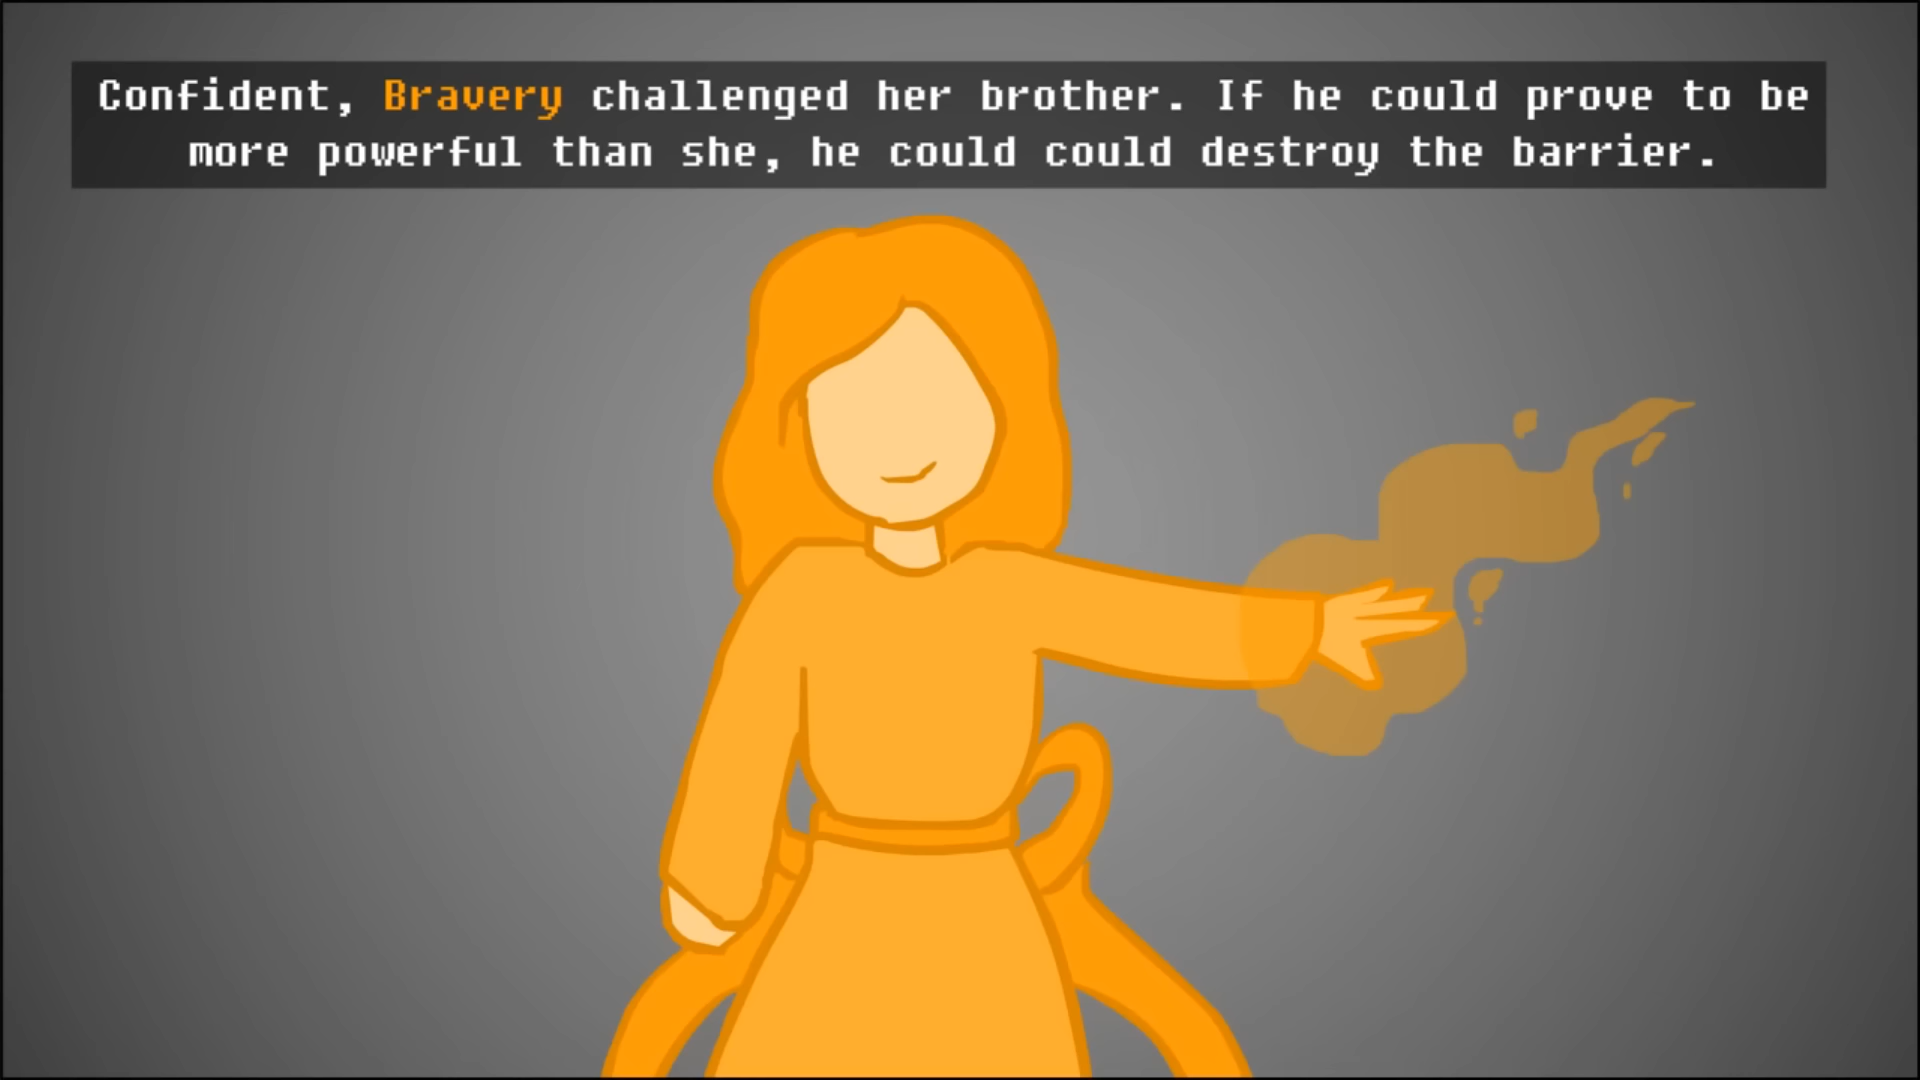 Confident, Bravery challenged her brother. If he could prove to be
more powerful than she, he could could destroy the barrier.